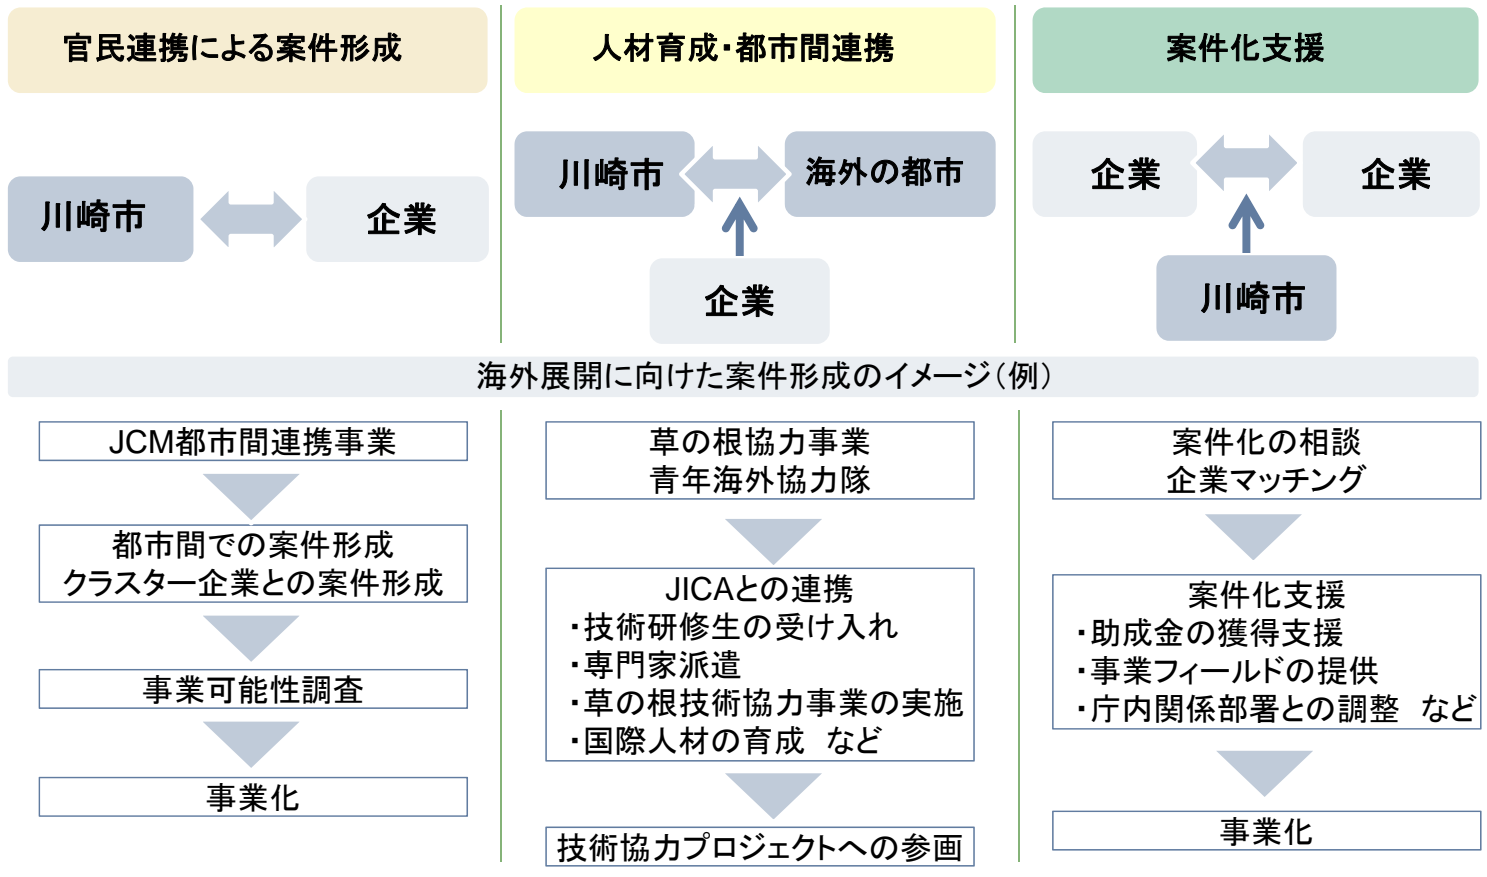 官民連携による案件形成
人材育成・都市間連携
案件化支援
川崎市
企業
川崎市
海外の都市
企業
企業
企業
川崎市
海外展開に向けた案件形成のイメージ(例)
JCM都市間連携事業
都市間での案件形成
クラスター企業との案件形成
事業可能性調査
事業化
草の根協力事業
青年海外協力隊
JICAとの連携
・技術研修生の受け入れ
・専門家派遣
・草の根技術協力事業の実施
・国際人材の育成　など
技術協力プロジェクトへの参画
案件化の相談
企業マッチング
案件化支援
・助成金の獲得支援
・事業フィールドの提供
・庁内関係部署との調整　など
事業化